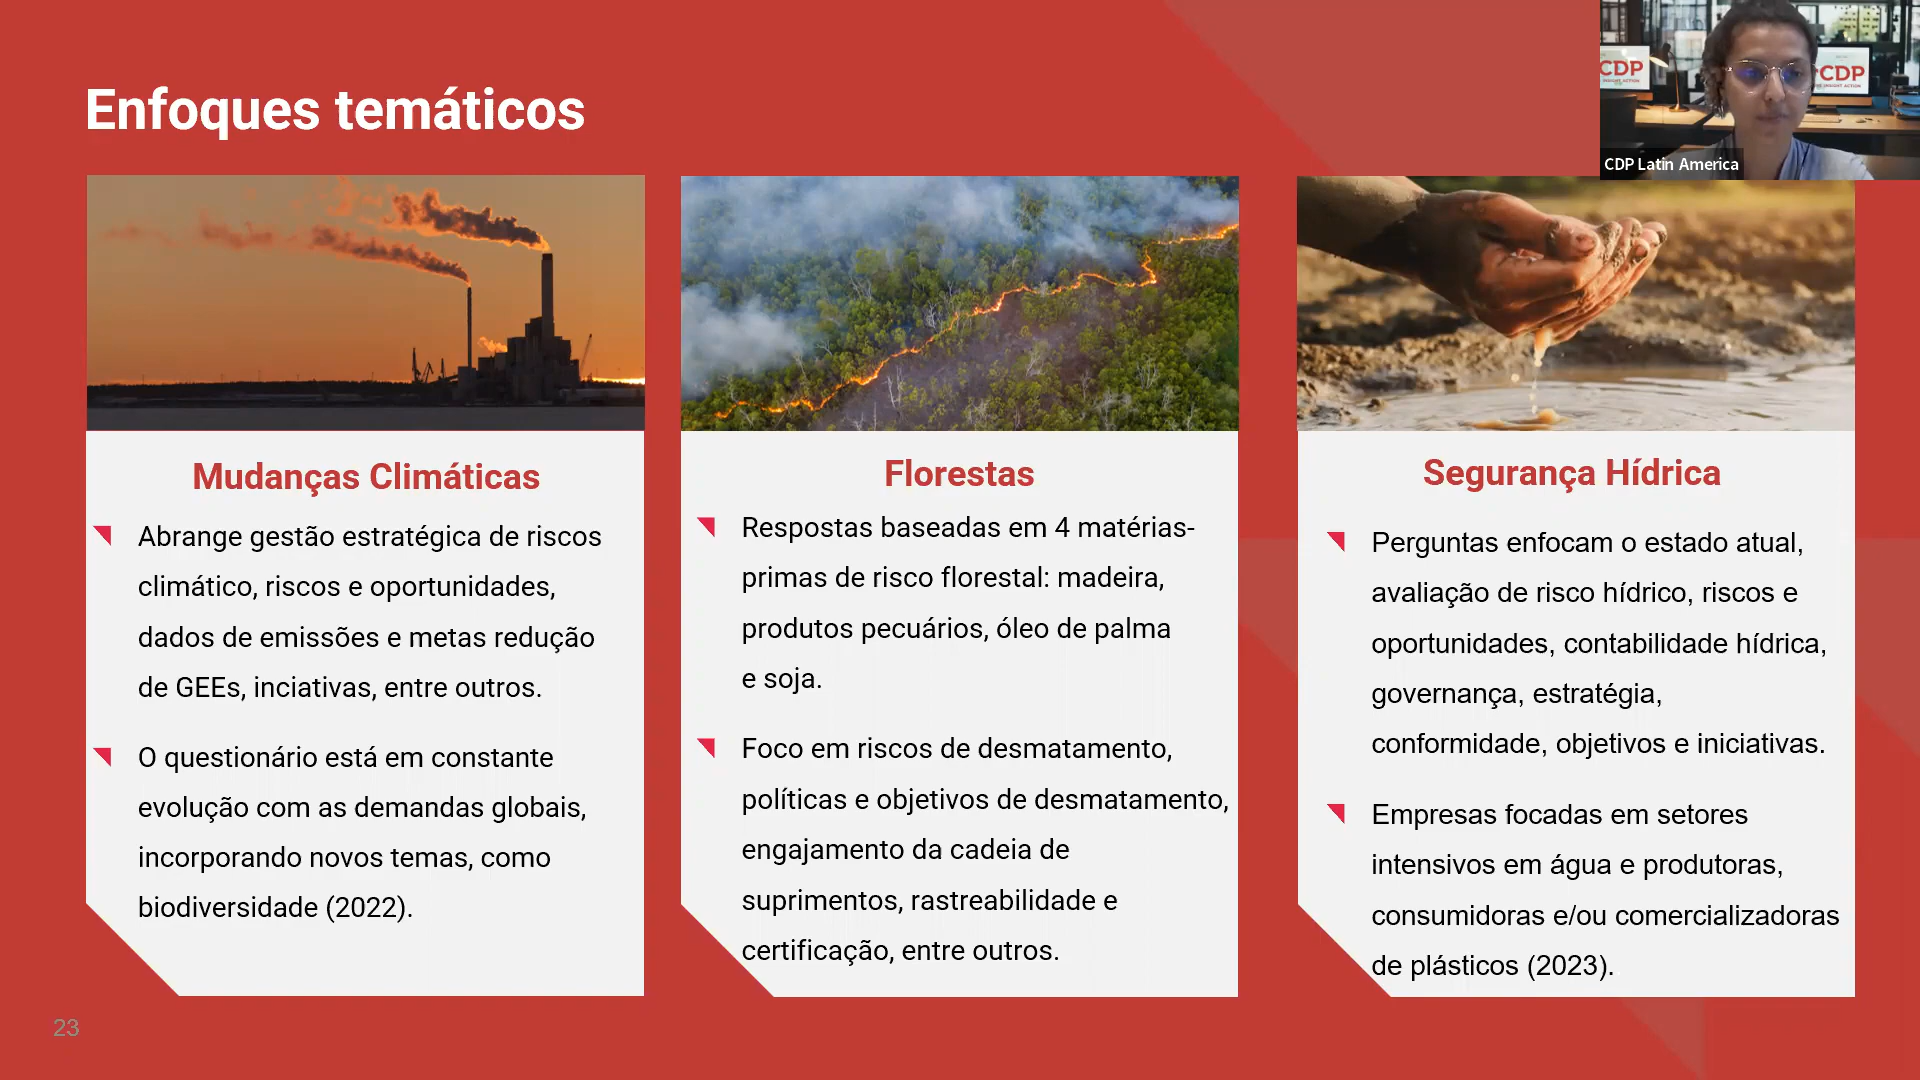 Enfoques temáticos
CDP
CDP
INSIGHT ACTION
CDP Latin America
Mudanças Climáticas
Abrange gestão estratégica de riscos
climático, riscos e oportunidades,
dados de emissões e metas redução
de GEEs, inciativas, entre outros.
O questionário está em constante
evolução com as demandas globais,
incorporando novos temas, como
biodiversidade (2022).
Florestas
Respostas baseadas em 4 matérias-
primas de risco florestal: madeira,
produtos pecuários, óleo de palma
e soja.
Foco em riscos de desmatamento,
políticas e objetivos de desmatamento,
engajamento da cadeia de
suprimentos, rastreabilidade e
certificação, entre outros.
Segurança Hídrica
Perguntas enfocam o estado atual,
avaliação de risco hídrico, riscos e
oportunidades, contabilidade hídrica,
governança, estratégia,
conformidade, objetivos e iniciativas.
Empresas focadas em setores
intensivos em água e produtoras,
consumidoras e/ou comercializadoras
de plásticos (2023).
23